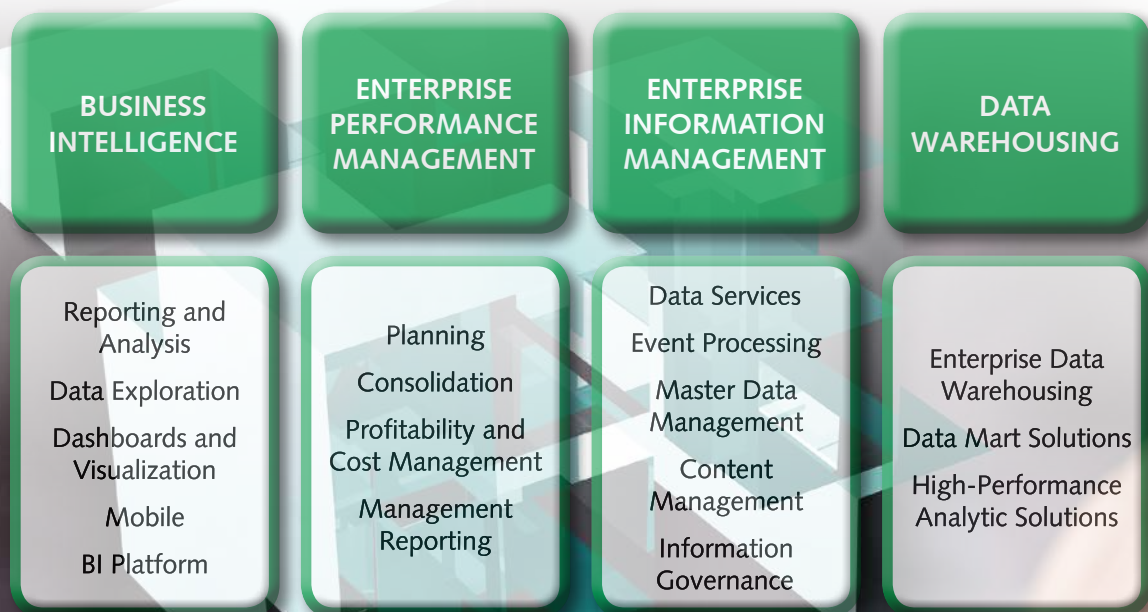 BUSINESS
INTELLIGENCE
ENTERPRISE
PERFORMANCE
MANAGEMENT
ENTERPRISE
INFORMATION
MANAGEMENT
DATA
WAREHOUSING
Reporting and
Analysis
Data Exploration
Dashboards and
Visualization
Mobile
BI Platform
Planning
Consolidation
Profitability and
Cost Management
Management
Reporting
Data Services
Event Processing
Master Data
Management
Content
Management
Information
Governance
Enterprise Data
Warehousing
Data Mart Solutions
High-Performance
Analytic Solutions